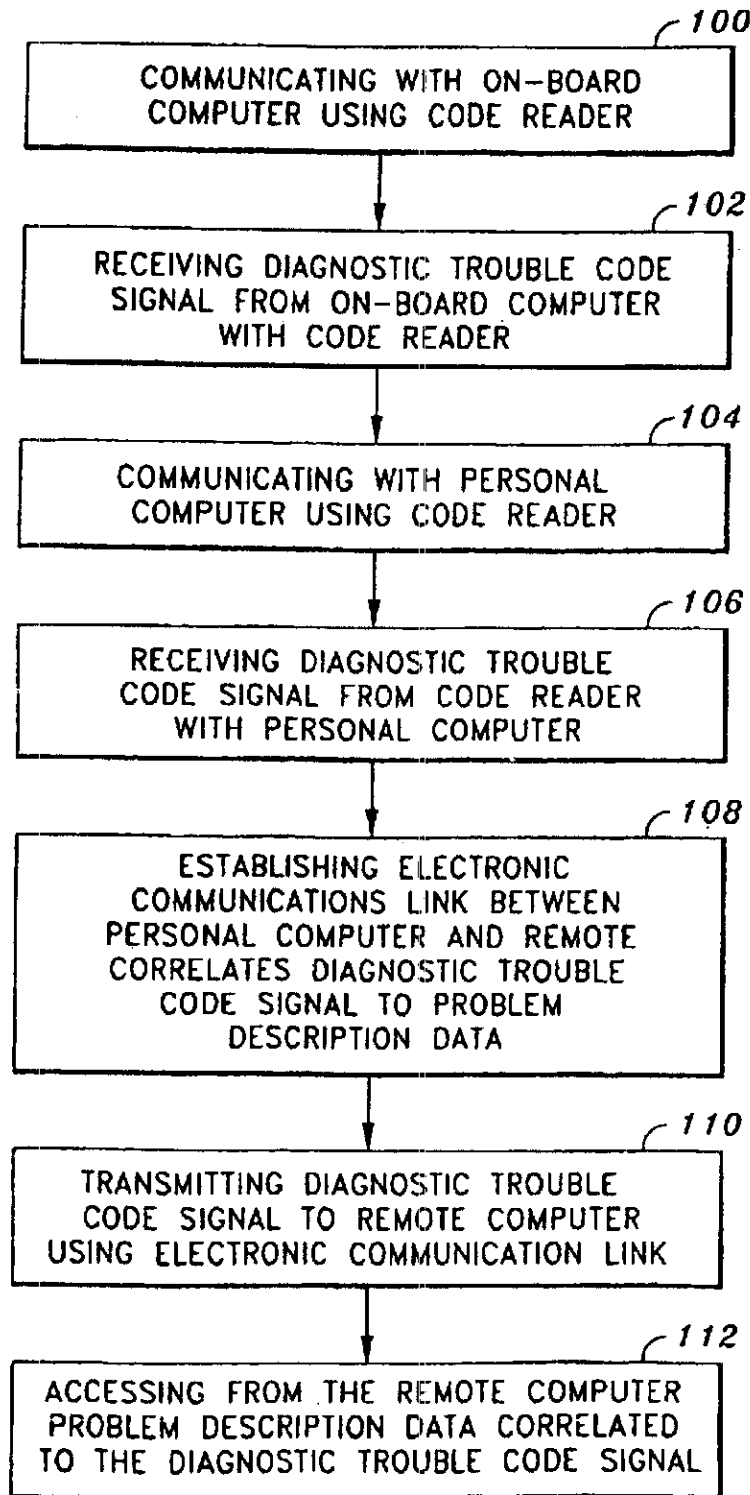 100
COMMUNICATING WITH ON-BOARD
COMPUTER USING CODE READER
102
RECEIVING DIAGNOSTIC TROUBLE CODE
SIGNAL FROM ON-BOARD COMPUTER
WITH CODE READER
104
COMMUNICATING WITH PERSONAL
COMPUTER USING CODE READER
106
RECEIVING DIAGNOSTIC TROUBLE
CODE SIGNAL FROM CODE READER
WITH PERSONAL COMPUTER
108
ESTABLISHING ELECTRONIC
COMMUNICATIONS LINK BETWEEN
PERSONAL COMPUTER AND REMOTE
CORRELATES DIAGNOSTIC TROUBLE
CODE SIGNAL TO PROBLEM
DESCRIPTION DATA
110
TRANSMITTING DIAGNOSTIC TROUBLE
CODE SIGNAL TO REMOTE COMPUTER
USING ELECTRONIC COMMUNICATION LINK
112
ACCESSING FROM THE REMOTE COMPUTER
PROBLEM DESCRIPTION DATA CORRELATED
TO THE DIAGNOSTIC TROUBLE CODE SIGNAL